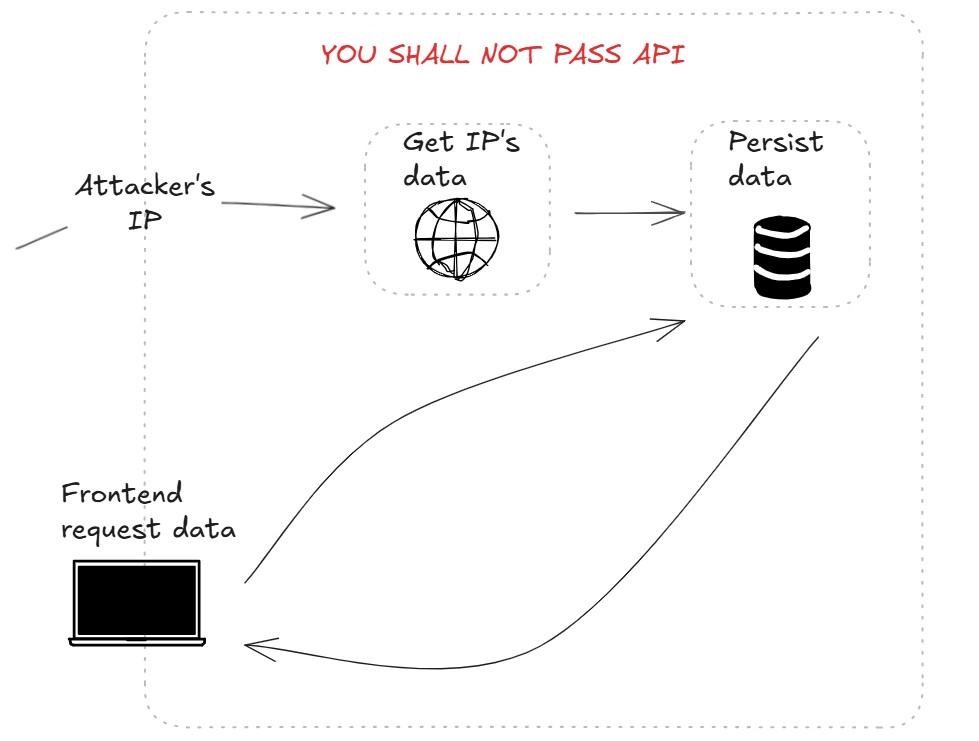 YOU SHALL NOT PASS API
Get IP's
data
Persist
data
Attacker's
IP
Frontend
request data